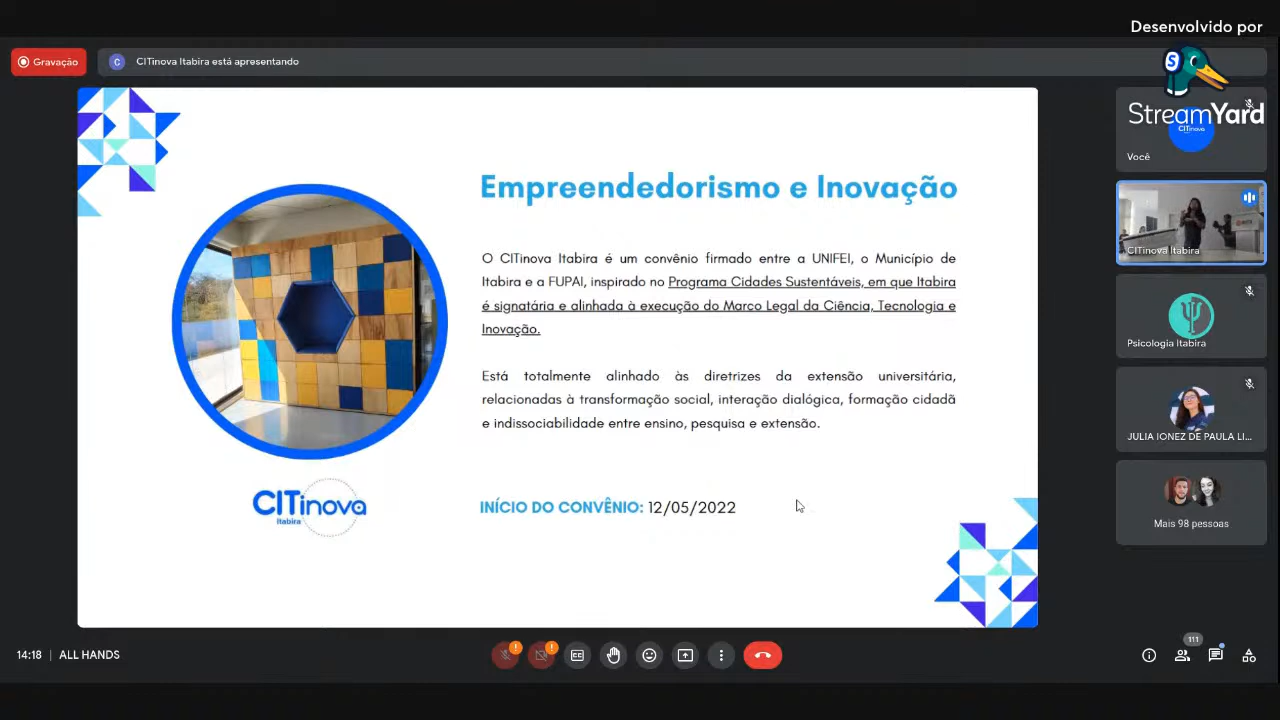 Desenvolvido por
StreamYard
Gravação
C
CITinova Itabira está apresentando
Empreendedorismo e Inovação
O CITinova Itabira é um convênio firmado entre a UNIFEI, o Município de
Itabira e a FUPAI, inspirado no Programa Cidades Sustentáveis, em que Itabira
é signatária e alinhada à execução do Marco Legal da Ciência, Tecnologia e
Inovação.
Está totalmente alinhado às diretrizes da extensão universitária,
relacionadas à transformação social, interação dialógica, formação cidadã
e indissociabilidade entre ensino, pesquisa e extensão.
INÍCIO DO CONVÊNIO: 12/05/2022
CITinova
Itabira
CITinova
Você
CITinova Itabira
Psicologia Itabira
JULIA IONEZ DE PAULA LI...
Mais 98 pessoas
14:18 | ALL HANDS
CC
111